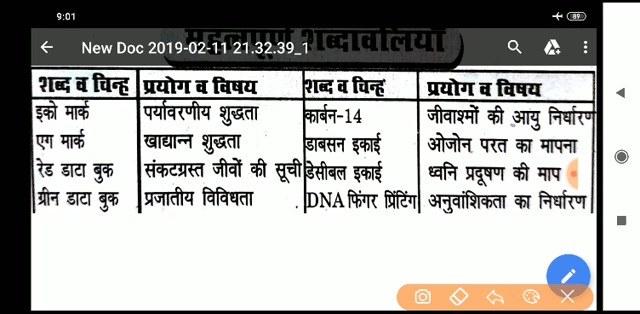 9:01
89
महत्वपूर्ण शब्दावलियाँ
New Doc 2019-02-11 21.32.39_1
शब्द व चिन्ह प्रयोग व विषय शब्द व चिन्ह प्रयोग व विषय
इको मार्क पर्यावरणीय शुद्धता कार्बन-14 जीवाश्मों की आयु निर्धारण
एग मार्क खाद्यान्न शुद्धता डाबसन इकाई ओजोन परत का मापना
रेड डाटा बुक संकटग्रस्त जीवों की सूची डेसीबल इकाई ध्वनि प्रदूषण की माप
ग्रीन डाटा बुक प्रजातीय विविधता DNA फिंगर प्रिंटिंग अनुवांशिकता का निर्धारण